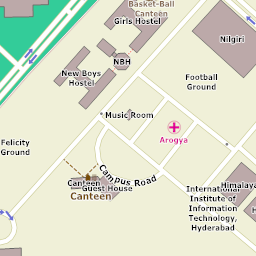 Basket-Ball
Canteen
Girls Hostel
Nilgiri
NBH
New Boys
Hostel
Football
Ground
Music Room
Arogya
Felicity
Ground
Campus Road
Canteen
Guest House
Canteen
International
Institute of
Information
Technology,
Hyderabad
Himalaya